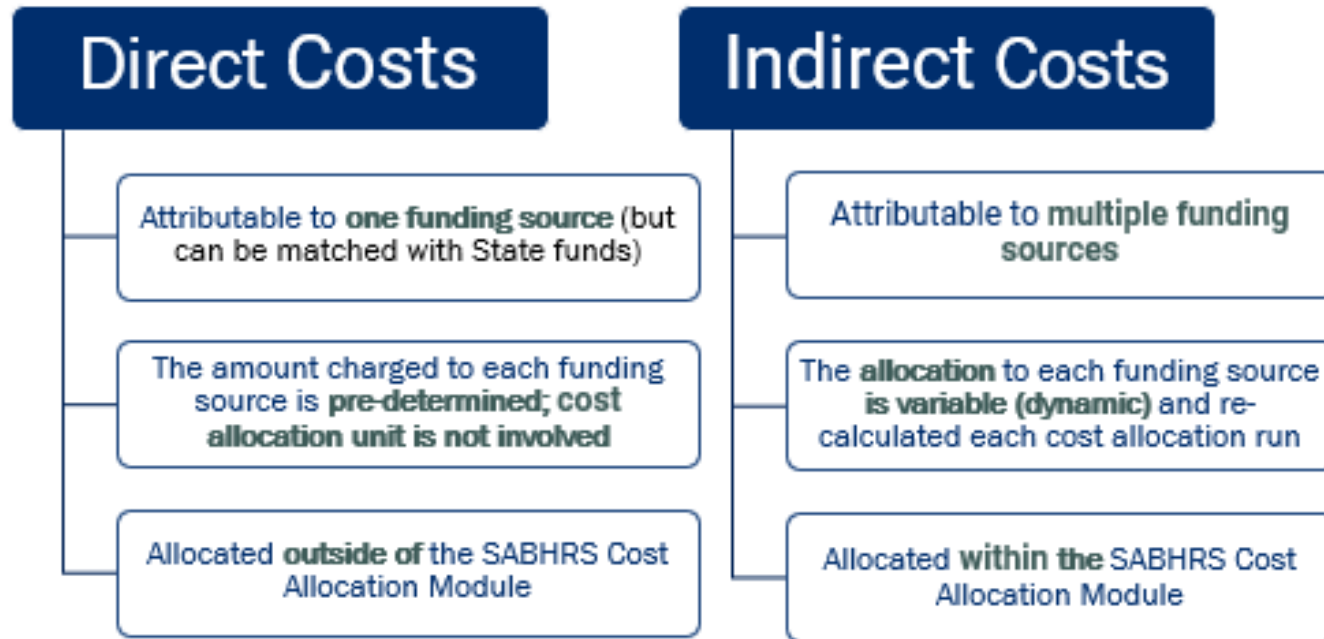 Direct Costs
Attributable to one funding source (but
can be matched with State funds)
The amount charged to each funding
source is pre-determined; cost
allocation unit is not involved
Allocated outside of the SABHRS Cost
Allocation Module
Indirect Costs
Attributable to multiple funding
sources
The allocation to each funding source
is variable (dynamic) and re-
calculated each cost allocation run
Allocated within the SABHRS Cost
Allocation Module